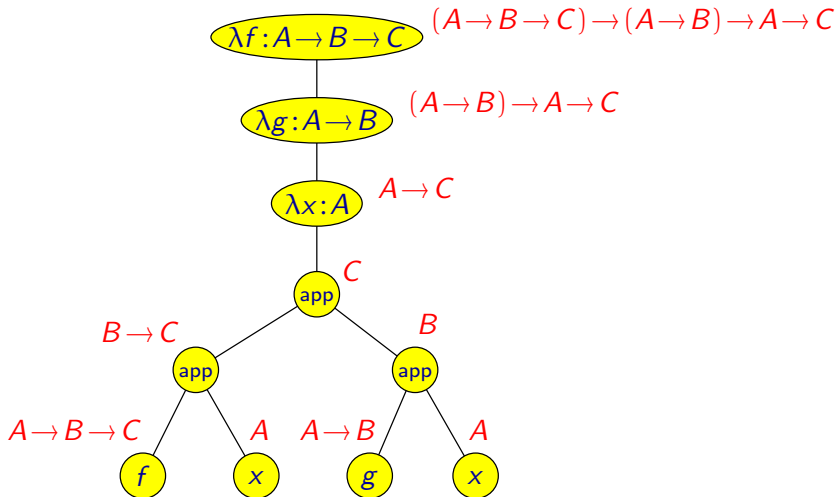 λf : A → B → C (A → B → C) → (A → B) → A → C
λg : A → B (A → B) → A → C
λx : A A → C
C
app
B → C B
app app
A → B → C A A → B A
f x g x